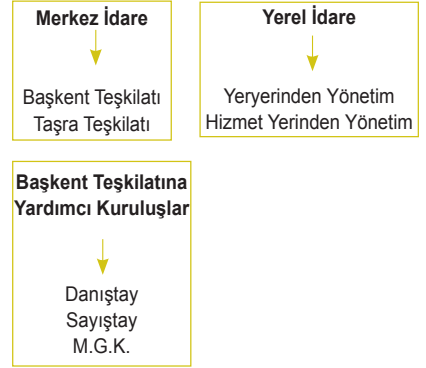 Merkez İdare
Başkent Teşkilatı
Taşra Teşkilatı
Yerel İdare
Yeryerinden Yönetim
Hizmet Yerinden Yönetim
Başkent Teşkilatına
Yardımcı Kuruluşlar
Danıştay
Sayıştay
M.G.K.